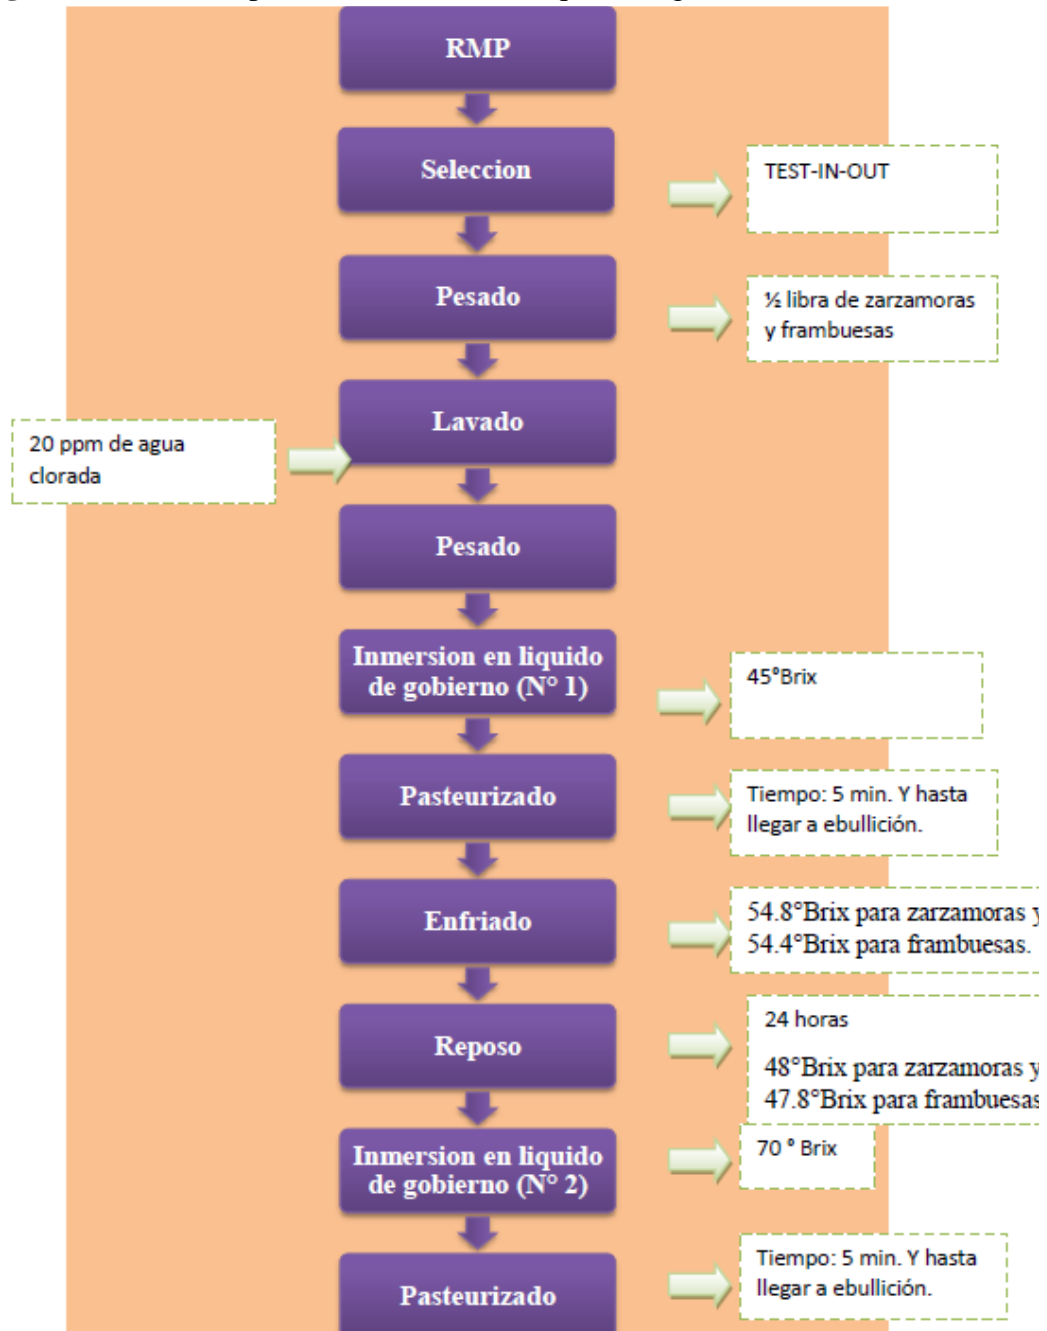 RMP
Seleccion
TEST-IN-OUT
Pesado
½ libra de zarzamoras
y frambuesas
Lavado
20 ppm de agua
clorada
Pesado
Inmersion en liquido
de gobierno (N° 1)
45°Brix
Pasteurizado
Tiempo: 5 min. Y hasta
llegar a ebullición.
Enfriado
54.8°Brix para zarzamoras y
54.4°Brix para frambuesas.
Reposo
24 horas
48°Brix para zarzamoras y
47.8°Brix para frambuesas
Inmersion en liquido
de gobierno (N° 2)
70 ° Brix
Pasteurizado
Tiempo: 5 min. Y hasta
llegar a ebullición.